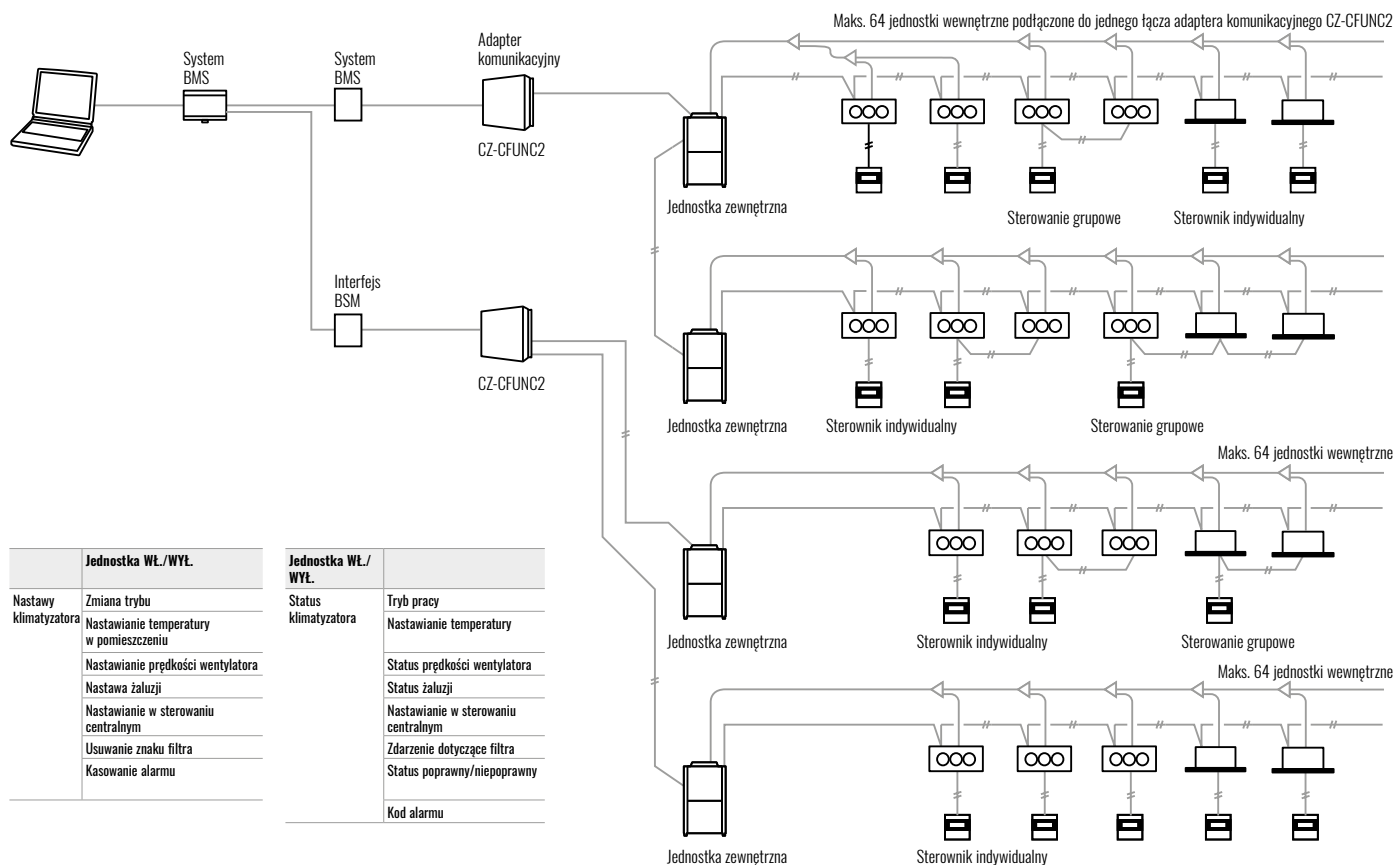 Maks. 64 jednostki wewnętrzne podłączone do jednego łącza adaptera komunikacyjnego CZ-CFUNC2
System
BMS
System
BMS
Adapter
komunikacyjny
CZ-CFUNC2
Jednostka zewnętrzna
Sterowanie grupowe
Sterownik indywidualny
Interfejs
BSM
CZ-CFUNC2
Jednostka zewnętrzna
Sterownik indywidualny
Sterowanie grupowe
Maks. 64 jednostki wewnętrzne
Jednostka zewnętrzna
Sterownik indywidualny
Sterowanie grupowe
Maks. 64 jednostki wewnętrzne
Jednostka zewnętrzna
Sterownik indywidualny
Jednostka WŁ./WYŁ.
Nastawy
klimatyzatora
Zmiana trybu
Nastawianie temperatury
w pomieszczeniu
Nastawianie prędkości wentylatora
Nastawa żaluzji
Nastawianie w sterowaniu
centralnym
Usuwanie znaku filtra
Kasowanie alarmu
Jednostka WŁ./
WYŁ.
Status
klimatyzatora
Tryb pracy
Nastawianie temperatury
Status prędkości wentylatora
Status żaluzji
Nastawianie w sterowaniu
centralnym
Zdarzenie dotyczące filtra
Status poprawny/niepoprawny
Kod alarmu